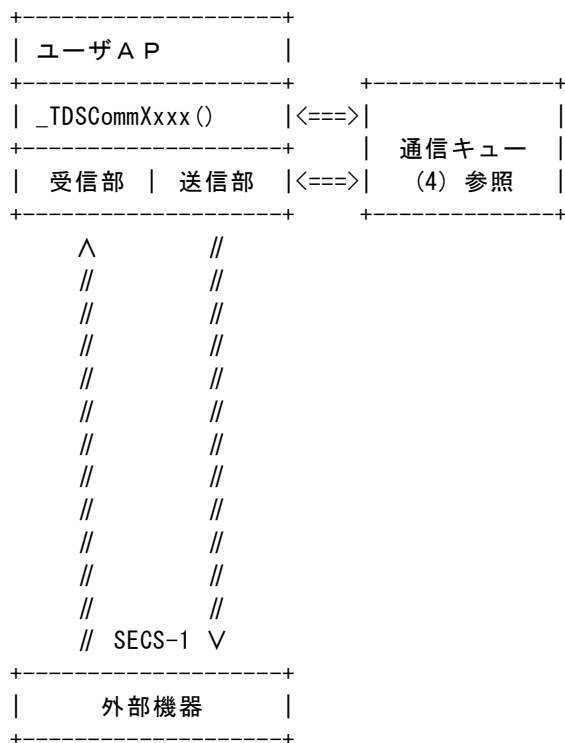 +---------------------+
| ユーザAP          |
+---------------------+      +---------------+
| _TDSCommXxxx()      |<===>|               |
+---------------------+      |  通信キュー  |
|  受信部 | 送信部  |<===>|  (4) 参照  |
+---------------------+      +---------------+
∧        //
//        //
//        //
//        //
//        //
//        //
//        //
//        //
//        //
//        //
//        //
//        //
// SECS-1 ∨
+---------------------+
|      外部機器      |
+---------------------+